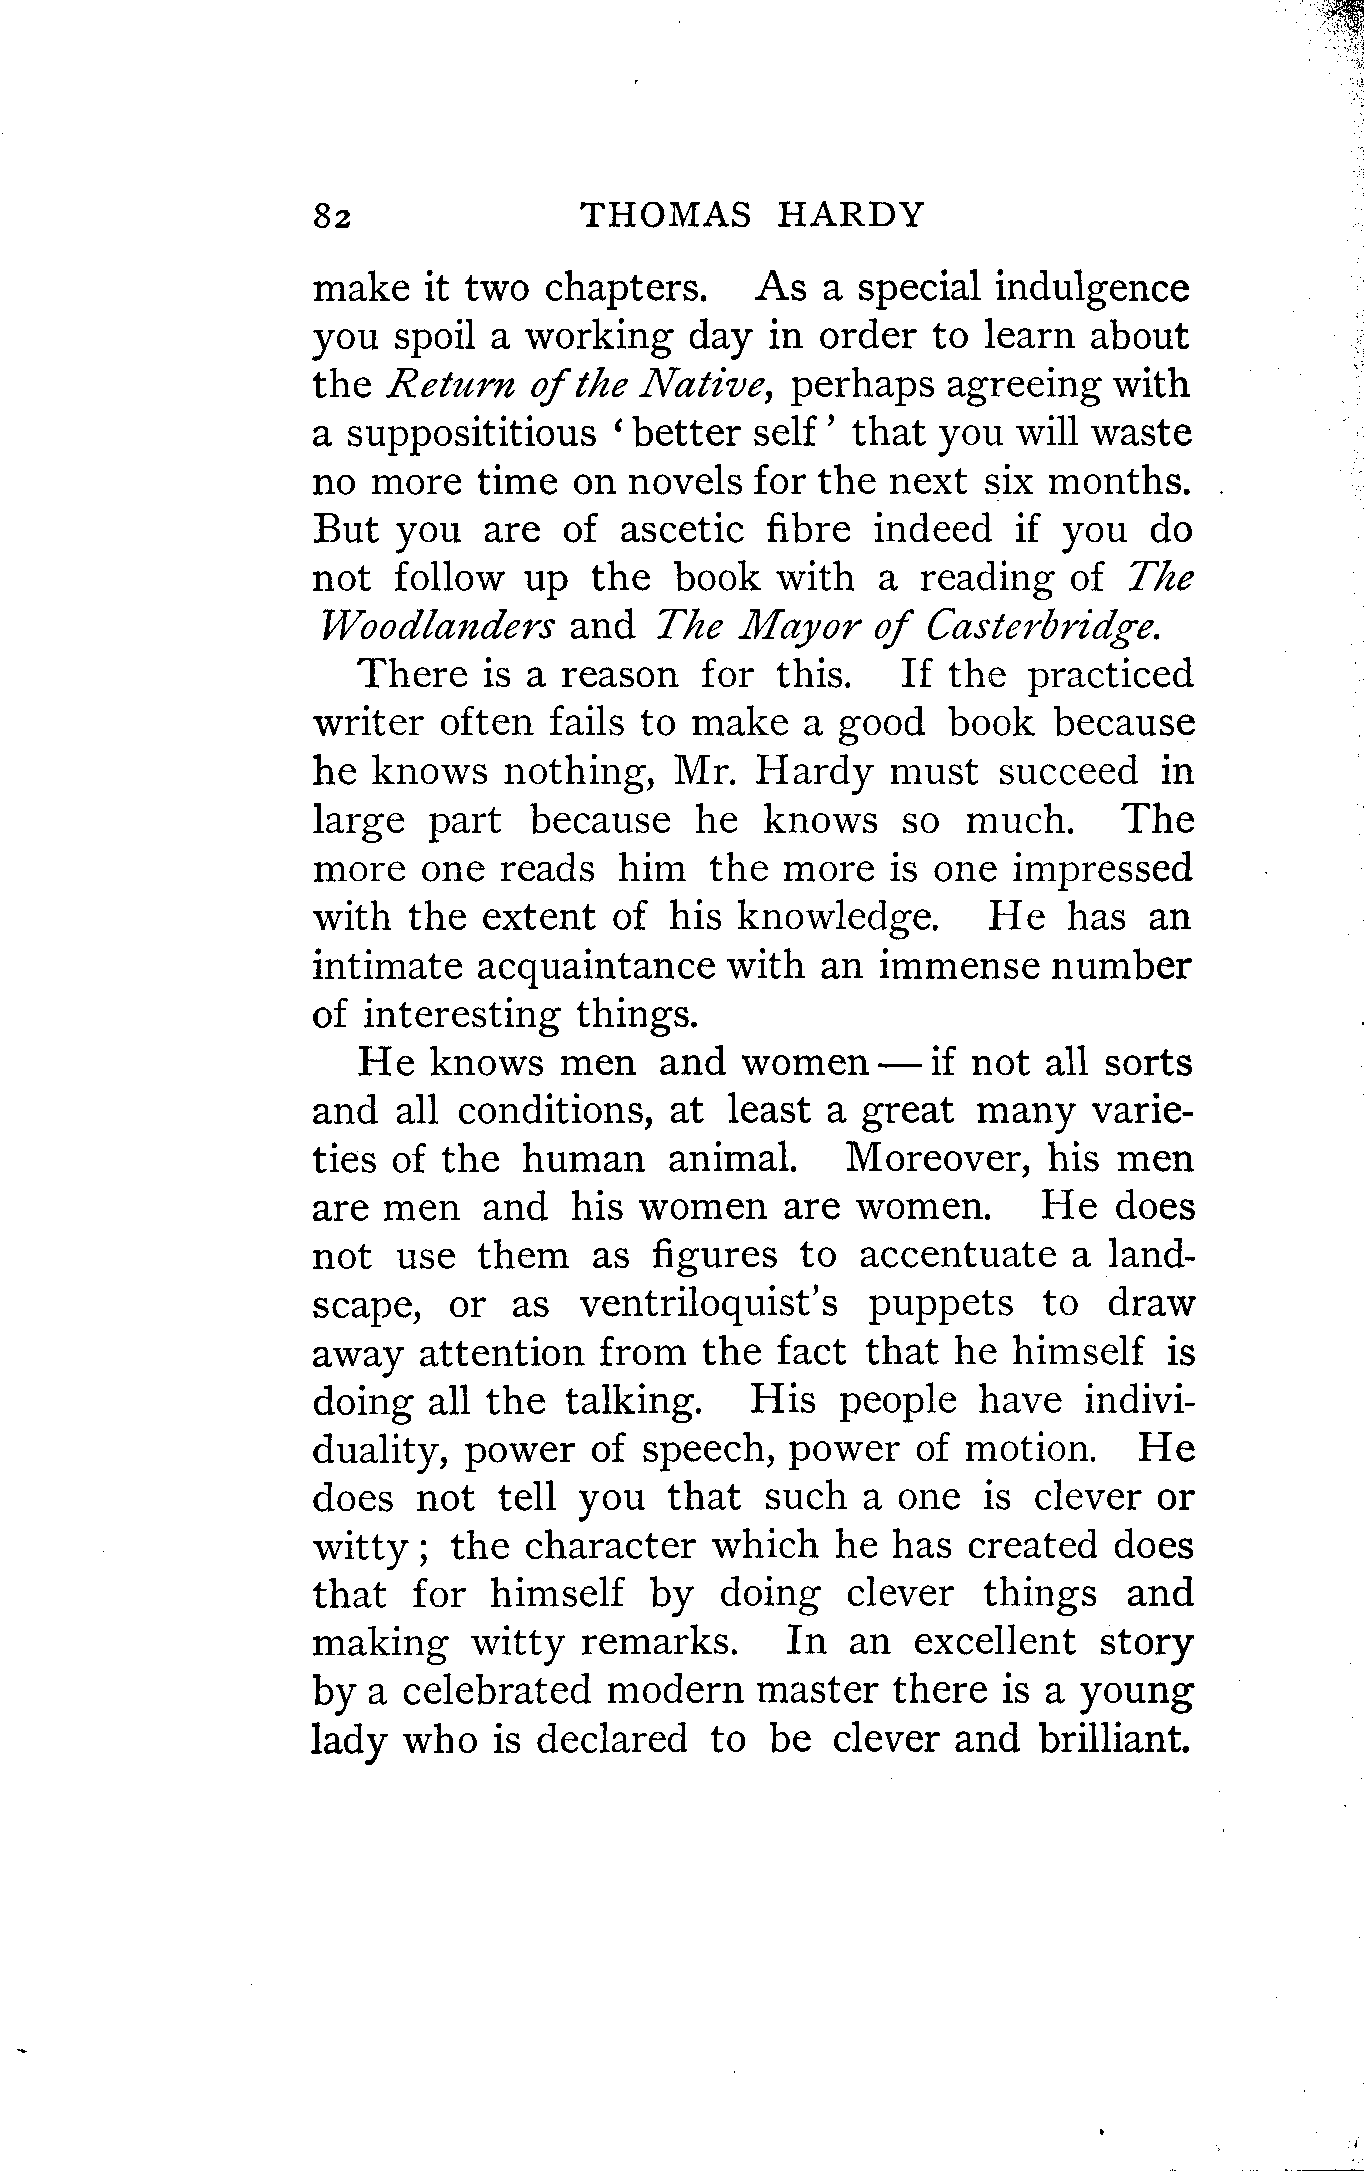 82 THOMAS HARDY
make it two chapters. As a special indulgence
you spoil a working day in order to learn about
the Return of the Native, perhaps agreeing with
a supposititious ‘better self’ that you will waste
no more time on novels for the next six months.
But you are of ascetic fibre indeed if you do
not follow up the book with a reading of The
Woodlanders and The Mayor of Casterbridge.
There is a reason for this. If the practiced
writer often fails to make a good book because
he knows nothing, Mr. Hardy must succeed in
large part because he knows so much. The
more one reads him the more is one impressed
with the extent of his knowledge. He has an
intimate acquaintance with an immense number
of interesting things.
He knows men and women — if not all sorts
and all conditions, at least a great many varie-
ties of the human animal. Moreover, his men
are men and his women are women. He does
not use them as figures to accentuate a land-
scape, or as ventriloquist's puppets to draw
away attention from the fact that he himself is
doing all the talking. His people have indivi-
duality, power of speech, power of motion. He
does not tell you that such a one is clever or
witty ; the character which he has created does
that for himself by doing clever things and
making witty remarks. In an excellent story
by a celebrated modern master there is a young
lady who is declared to be clever and brilliant.